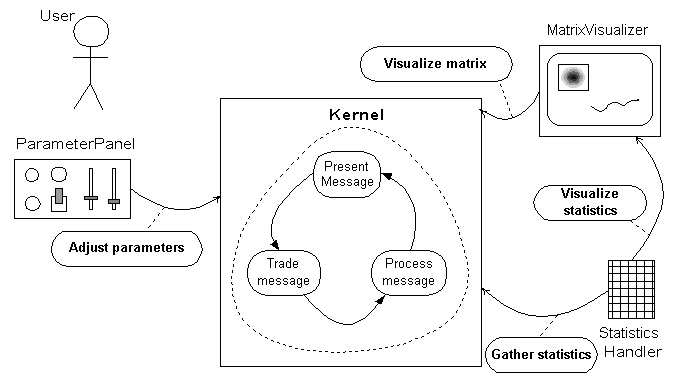 User
MatrixVisualizer
Visualize matrix
Kernel
ParameterPanel
Present
Message
Visualize
statistics
Adjust parameters
Trade
message
Process
message
Statistics
Handler
Gather statistics